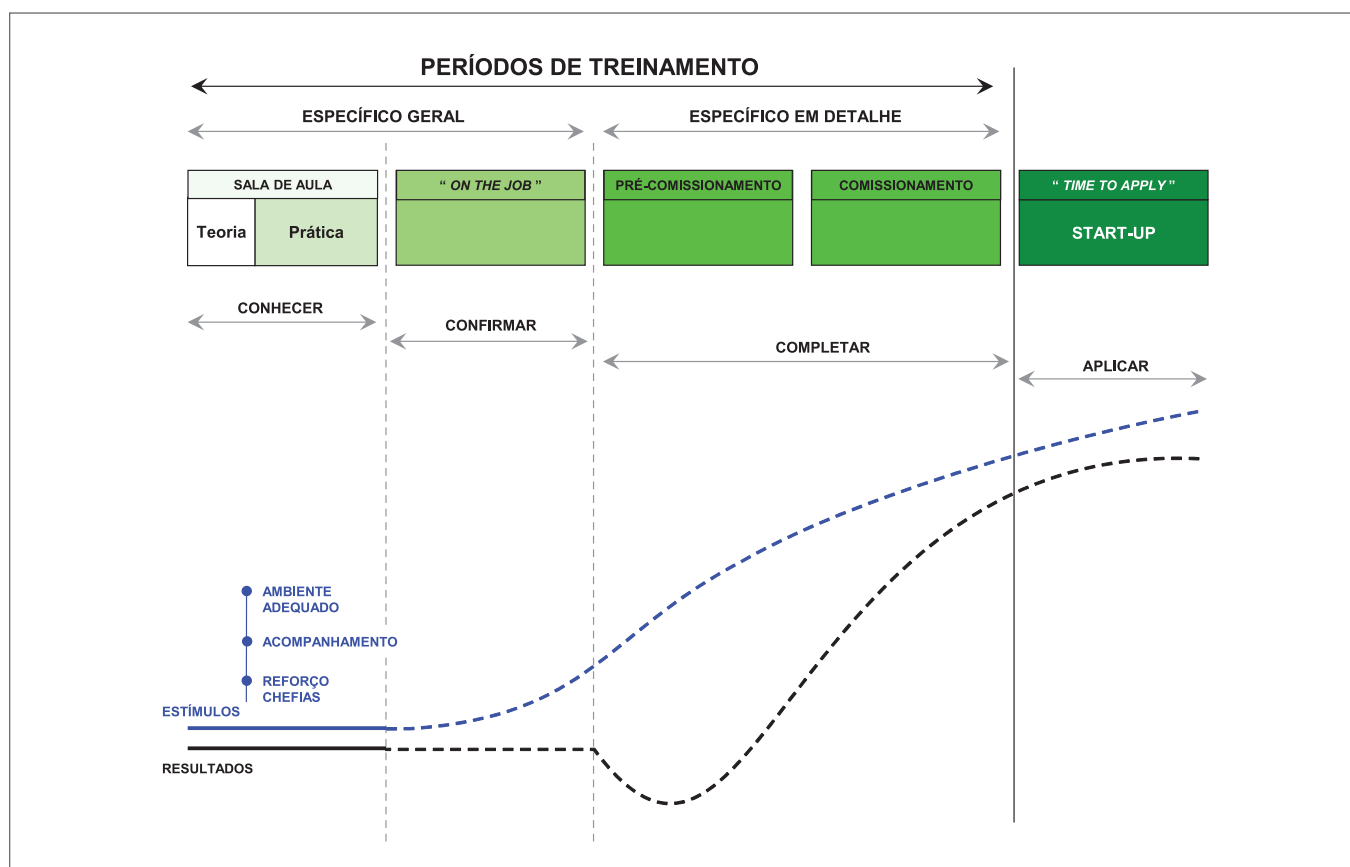 PERÍODOS DE TREINAMENTO
ESPECÍFICO GERAL
ESPECÍFICO EM DETALHE
SALA DE AULA
“ ON THE JOB ”
PRÉ-COMISSIONAMENTO
COMISSIONAMENTO
“ TIME TO APPLY ”
Teoria
Prática
START-UP
CONHECER
CONFIRMAR
COMPLETAR
APLICAR
AMBIENTE
ADEQUADO
ACOMPANHAMENTO
REFORÇO
CHEFIAS
ESTÍMULOS
RESULTADOS